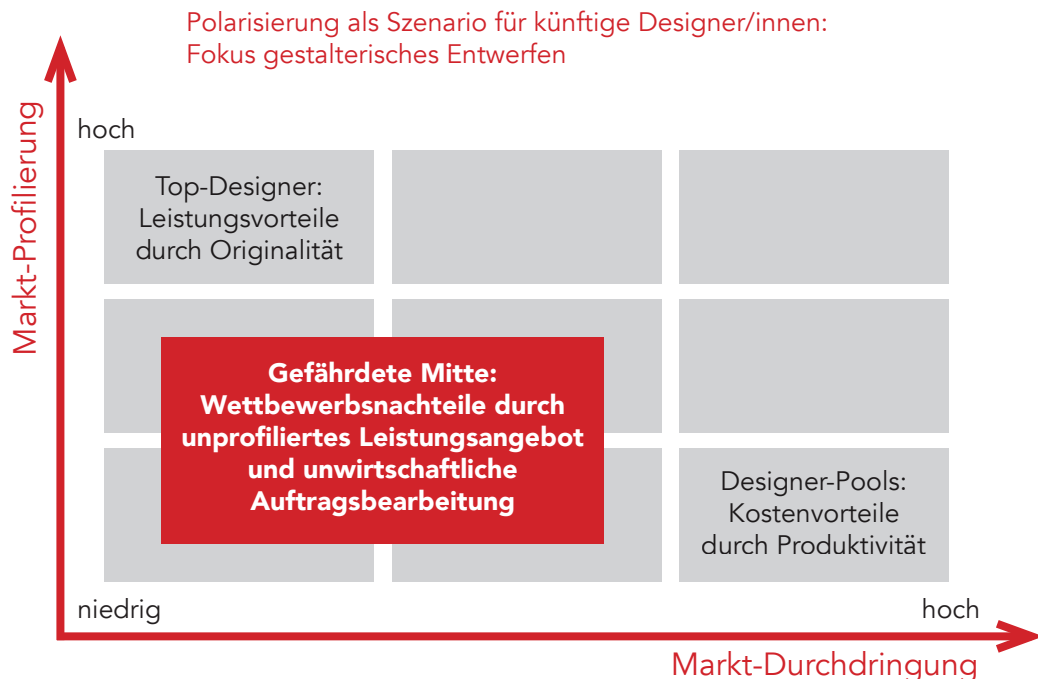 Polarisierung als Szenario für künftige Designer/innen:
Fokus gestalterisches Entwerfen
Markt-Profilierung
hoch
Top-Designer:
Leistungsvorteile
durch Originalität
Gefährdete Mitte:
Wettbewerbsnachteile durch
unprofiliertes Leistungsangebot
und unwirtschaftliche
Auftragsbearbeitung
Designer-Pools:
Kostenvorteile
durch Produktivität
niedrig
hoch
Markt-Durchdringung